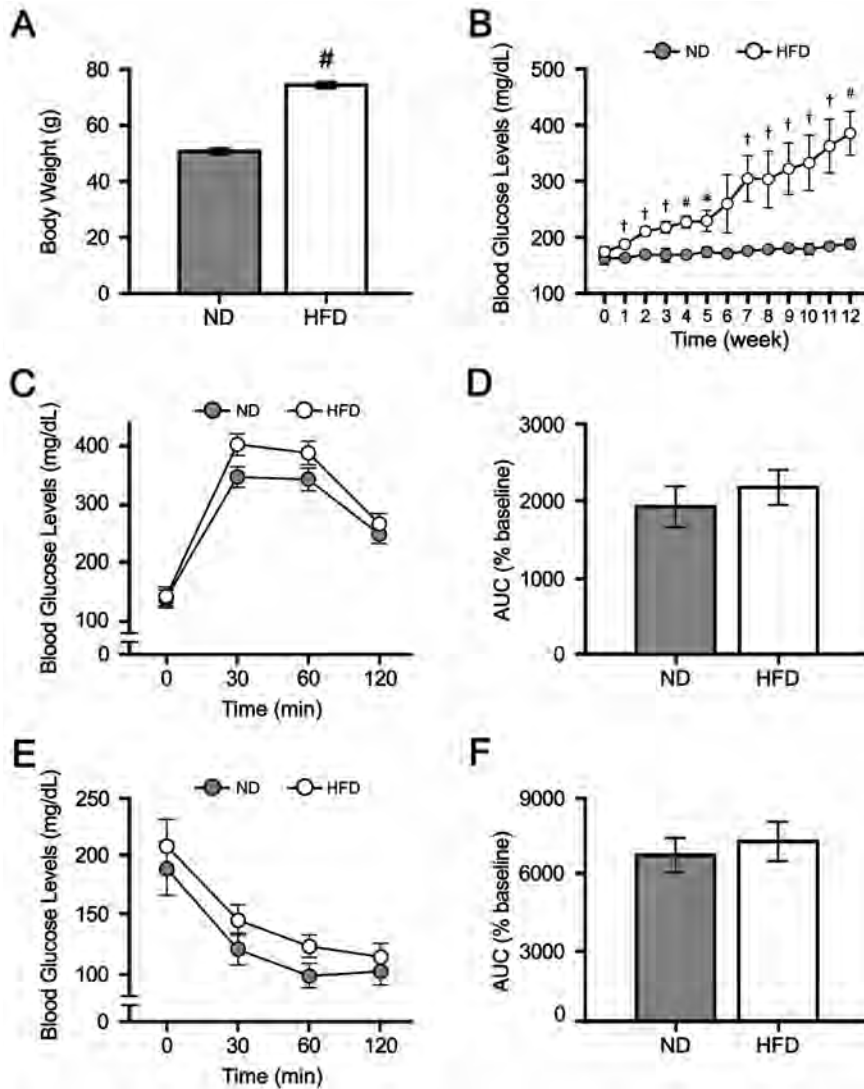 A
Body Weight (g)
80
60
40
20
0
#
ND
HFD
B
ND
HFD
Blood Glucose Levels (mg/dL)
500
400
300
200
100
† † † # * † † † † † #
0 1 2 3 4 5 6 7 8 9 10 11 12
Time (week)
C
ND
HFD
Blood Glucose Levels (mg/dL)
400
300
200
100
0
0 30 60 120
Time (min)
D
AUC (% baseline)
3000
2000
1000
0
ND
HFD
E
ND
HFD
Blood Glucose Levels (mg/dL)
250
200
150
100
0
0 30 60 120
Time (min)
F
AUC (% baseline)
9000
6000
3000
0
ND
HFD